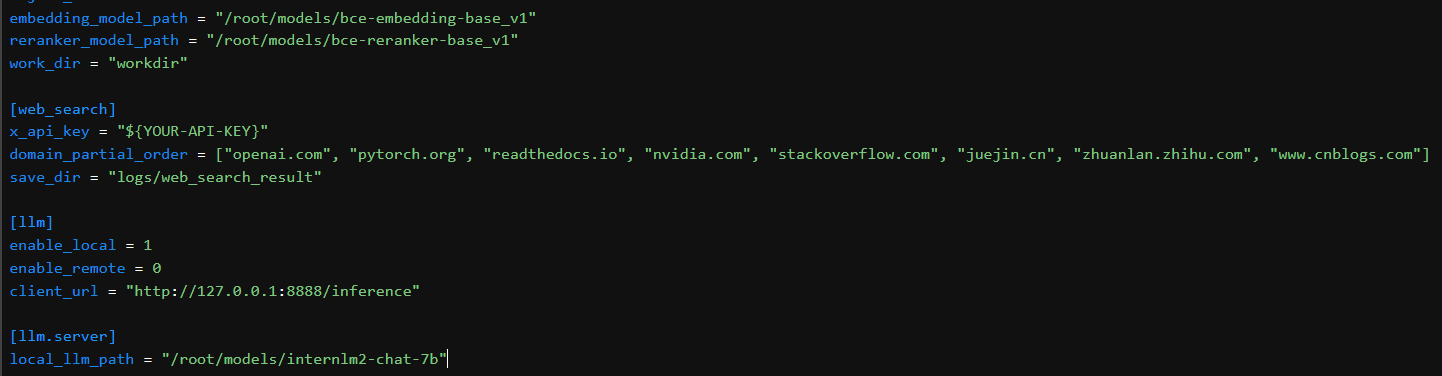 embedding_model_path = "/root/models/bce-embedding-base_v1"
reranker_model_path = "/root/models/bce-reranker-base_v1"
work_dir = "workdir"
[web_search]
x_api_key = "${YOUR-API-KEY}"
domain_partial_order = ["openai.com", "pytorch.org", "readthedocs.io", "nvidia.com", "stackoverflow.com", "juejin.cn", "zhuanlan.zhihu.com", "www.cnblogs.com"]
save_dir = "logs/web_search_result"
[llm]
enable_local = 1
enable_remote = 0
client_url = "http://127.0.0.1:8888/inference"
[llm.server]
local_llm_path = "/root/models/internlm2-chat-7b"